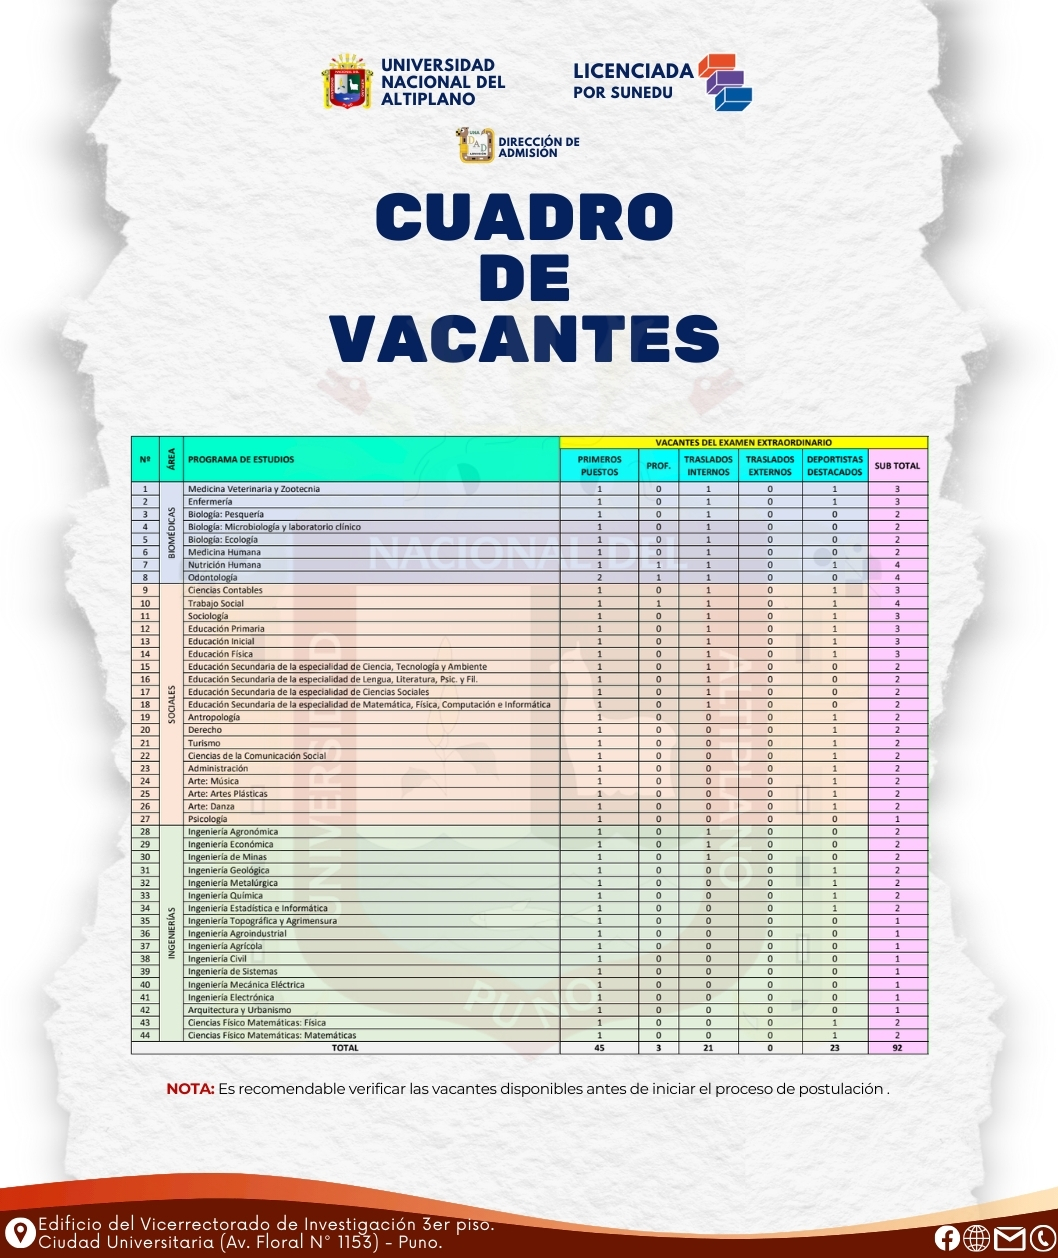 UNIVERSIDAD
NACIONAL DEL
ALTIPLANO
LICENCIADA
POR SUNEDU
DIRECCIÓN DE
ADMISIÓN
CUADRO
DE
VACANTES
Nº ÁREA PROGRAMA DE ESTUDIOS VACANTES DEL EXAMEN EXTRAORDINARIO
PRIMEROS PUESTOS PROF. TRASLADOS INTERNOS TRASLADOS EXTERNOS DEPORTISTAS DESTACADOS SUB TOTAL
BIOMÉDICAS
1 Medicina Veterinaria y Zootecnia 1 0 1 0 1 3
2 Enfermería 1 0 1 0 1 3
3 Biología: Pesquería 1 0 1 0 0 2
4 Biología: Microbiología y laboratorio clínico 1 0 1 0 0 2
5 Biología: Ecología 1 0 1 0 0 2
6 Medicina Humana 1 0 1 0 0 2
7 Nutrición Humana 1 1 1 0 1 4
8 Odontología 2 1 1 0 0 4
SOCIALES
9 Ciencias Contables 1 0 1 0 1 3
10 Trabajo Social 1 1 1 0 1 4
11 Sociología 1 0 1 0 1 3
12 Educación Primaria 1 0 1 0 1 3
13 Educación Inicial 1 0 1 0 1 3
14 Educación Física 1 0 1 0 1 3
15 Educación Secundaria de la especialidad de Ciencia, Tecnología y Ambiente 1 0 1 0 0 2
16 Educación Secundaria de la especialidad de Lengua, Literatura, Psic. y Fil. 1 0 1 0 0 2
17 Educación Secundaria de la especialidad de Ciencias Sociales 1 0 1 0 0 2
18 Educación Secundaria de la especialidad de Matemática, Física, Computación e Informática 1 0 1 0 0 2
19 Antropología 1 0 0 0 1 2
20 Derecho 1 0 0 0 1 2
21 Turismo 1 0 0 0 1 2
22 Ciencias de la Comunicación Social 1 0 0 0 1 2
23 Administración 1 0 0 0 1 2
24 Arte: Música 1 0 0 0 1 2
25 Arte: Artes Plásticas 1 0 0 0 1 2
26 Arte: Danza 1 0 0 0 1 2
27 Psicología 1 0 0 0 0 1
INGENIERÍAS
28 Ingeniería Agronómica 1 0 1 0 0 2
29 Ingeniería Económica 1 0 1 0 0 2
30 Ingeniería de Minas 1 0 1 0 0 2
31 Ingeniería Geológica 1 0 0 0 1 2
32 Ingeniería Metalúrgica 1 0 0 0 1 2
33 Ingeniería Química 1 0 0 0 1 2
34 Ingeniería Estadística e Informática 1 0 0 0 1 2
35 Ingeniería Topográfica y Agrimensura 1 0 0 0 0 1
36 Ingeniería Agroindustrial 1 0 0 0 0 1
37 Ingeniería Agrícola 1 0 0 0 0 1
38 Ingeniería Civil 1 0 0 0 0 1
39 Ingeniería de Sistemas 1 0 0 0 0 1
40 Ingeniería Mecánica Eléctrica 1 0 0 0 0 1
41 Ingeniería Electrónica 1 0 0 0 0 1
42 Arquitectura y Urbanismo 1 0 0 0 0 1
43 Ciencias Físico Matemáticas: Física 1 0 0 0 1 2
44 Ciencias Físico Matemáticas: Matemáticas 1 0 0 0 1 2
TOTAL 45 3 21 0 23 92
UNIVERSIDAD
NACIONAL DEL
ALTIPLANO
PUNO
NOTA: Es recomendable verificar las vacantes disponibles antes de iniciar el proceso de postulación .
Edificio del Vicerrectorado de Investigación 3er piso.
Ciudad Universitaria (Av. Floral N° 1153) - Puno.